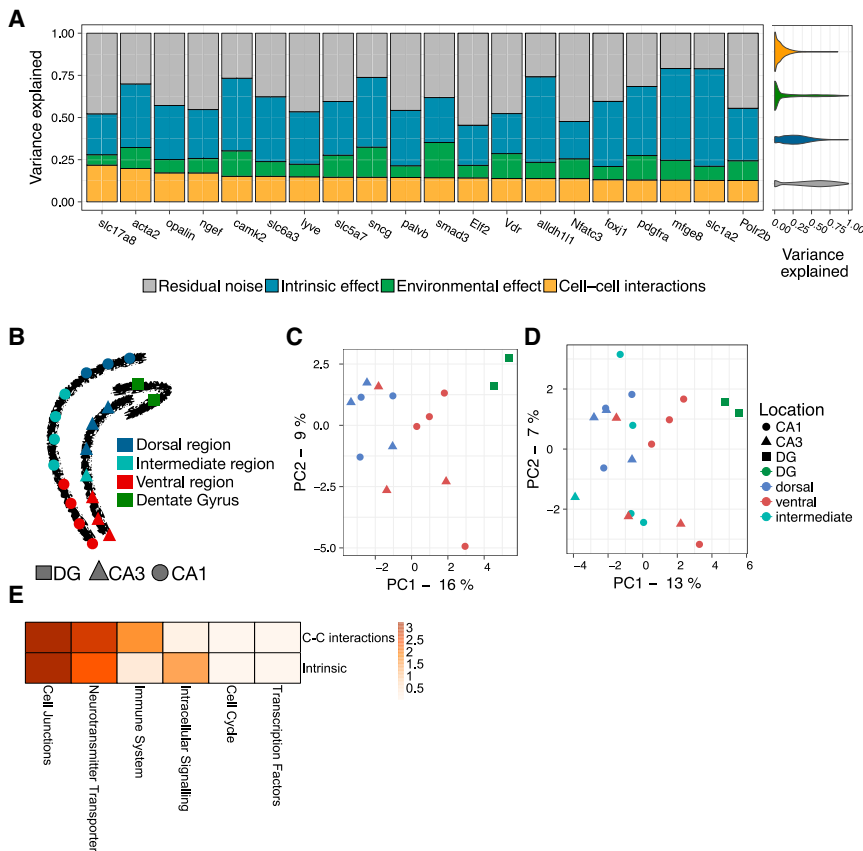 A
Variance explained
1.00
0.75
0.50
0.25
0.00
slc17a8
acta2
opalin
ngef
camk2
slc6a3
lyve
slc5a7
sncg
palvb
smad3
Elf2
Vdr
alldh1l1
Nfatc3
foxj1
pdgfra
mfge8
slc1a2
Polr2b
0.00
0.25
0.50
0.75
1.00
Variance
explained
Residual noise Intrinsic effect Environmental effect Cell–cell interactions
B
Dorsal region
Intermediate region
Ventral region
Dentate Gyrus
DG CA3 CA1
C
PC2 – 9 %
2.5
0.0
−2.5
−5.0
−2 0 2 4
PC1 – 16 %
D
PC2 – 7 %
2
0
−2
−4 −2 0 2 4 6
PC1 – 13 %
Location
CA1
CA3
DG
DG
dorsal
ventral
intermediate
E
C-C interactions
Intrinsic
Cell Junctions
Neurotransmitter Transporter
Immune System
Intracellular Signalling
Cell Cycle
Transcription Factors
3
2.5
2
1.5
1
0.5